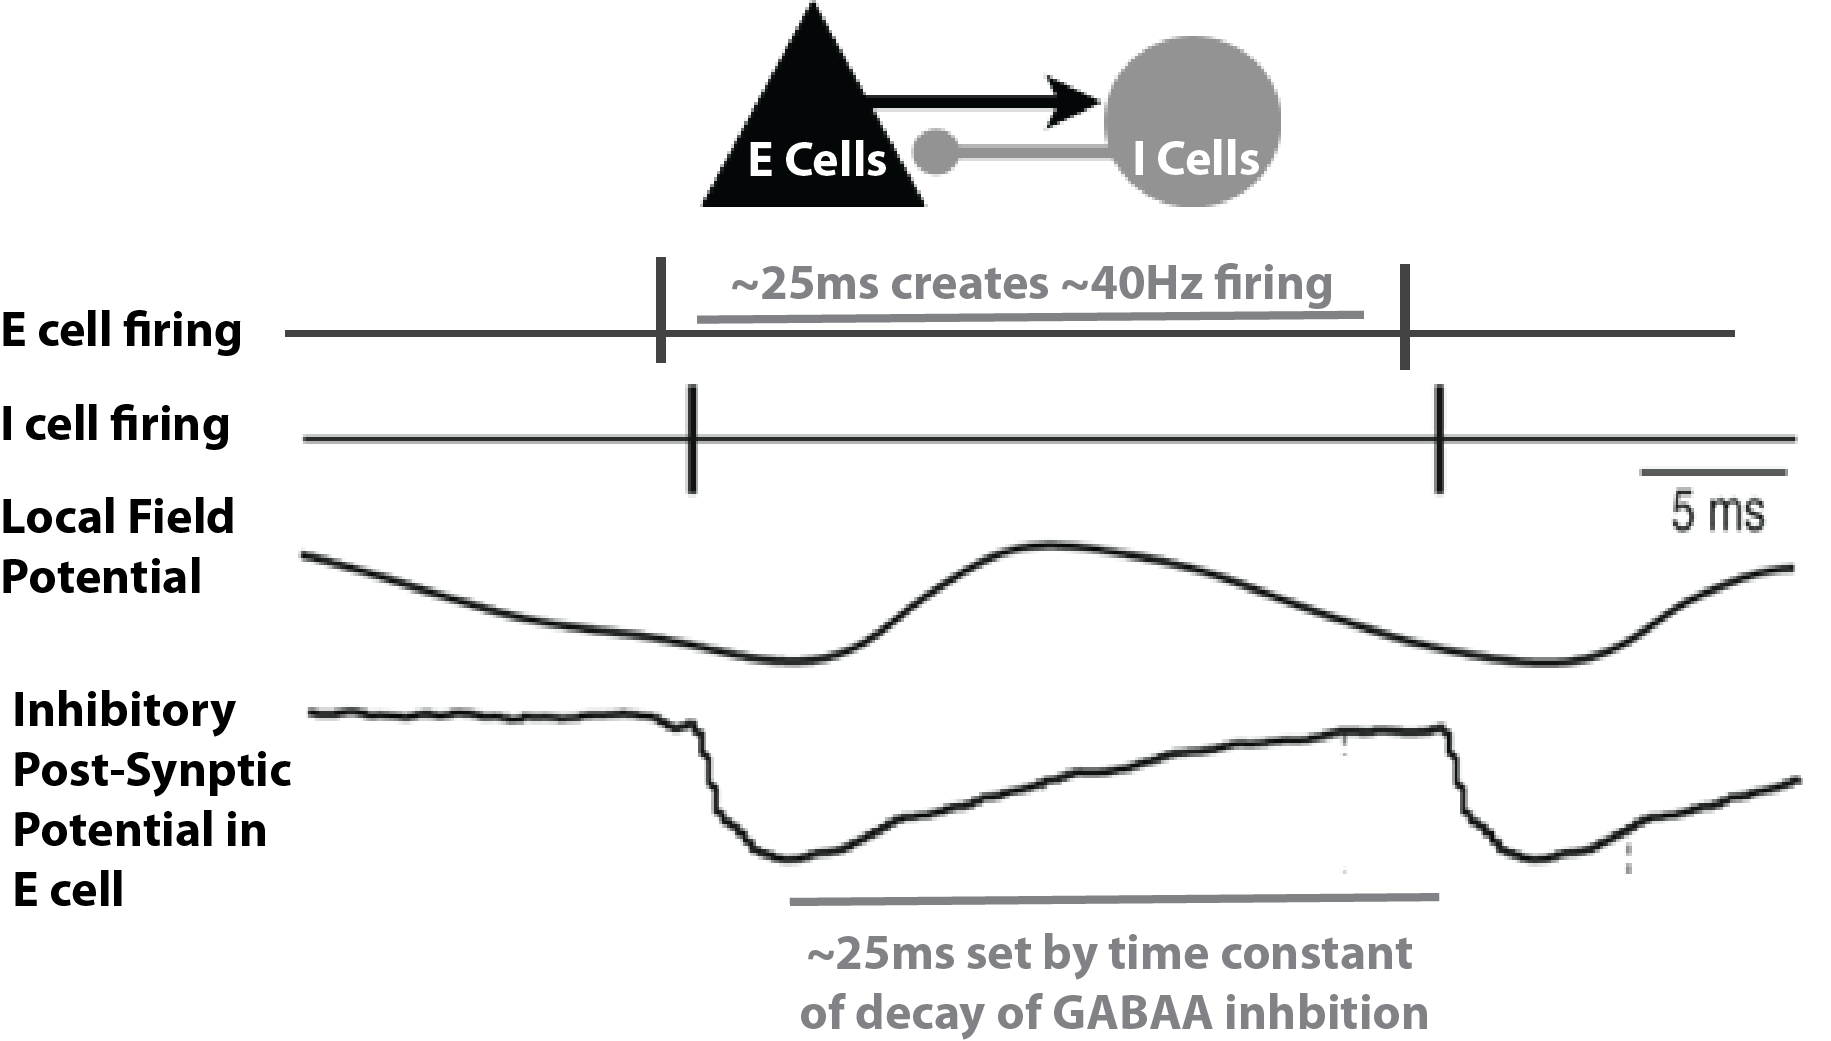 E Cells
I Cells
~25ms creates ~40Hz firing
E cell firing
I cell firing
5 ms
Local Field
Potential
Inhibitory
Post-Synptic
Potential in
E cell
~25ms set by time constant
of decay of GABAA inhbition